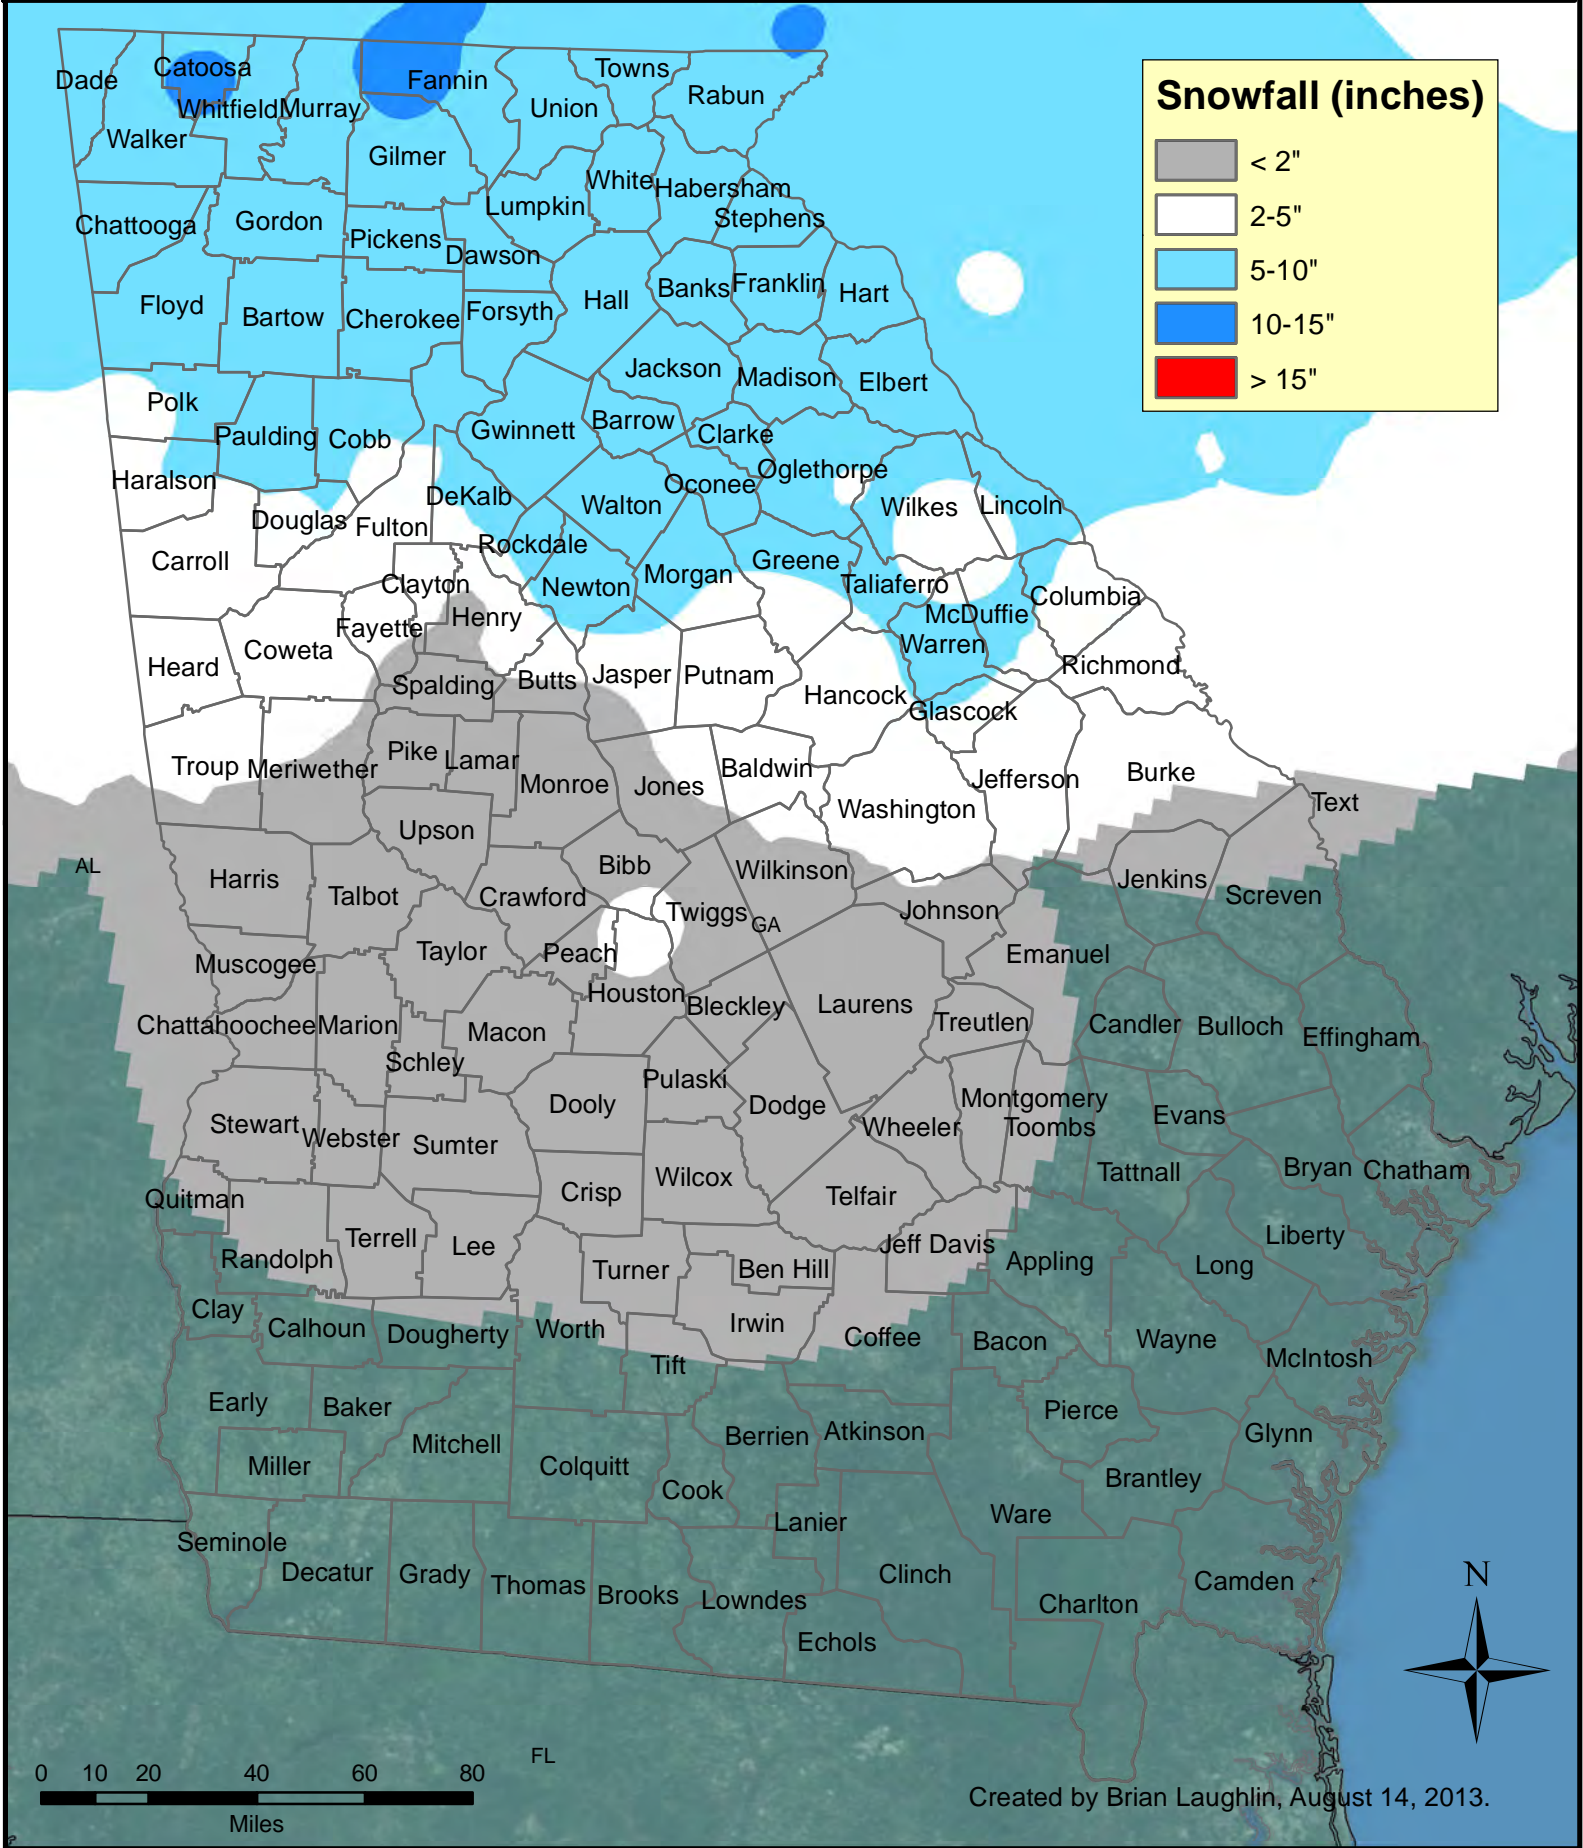 Snowfall (inches)
< 2"
2-5"
5-10"
10-15"
> 15"
Dade
Catoosa
Fannin
Towns
Rabun
Union
Whitfield
Murray
Walker
Gilmer
White
Habersham
Lumpkin
Stephens
Chattooga
Gordon
Pickens
Dawson
Banks
Franklin
Hart
Hall
Floyd
Bartow
Cherokee
Forsyth
Jackson
Madison
Elbert
Polk
Paulding
Cobb
Gwinnett
Barrow
Clarke
Oglethorpe
Haralson
DeKalb
Oconee
Walton
Wilkes
Lincoln
Douglas
Fulton
Rockdale
Carroll
Greene
Morgan
Clayton
Newton
Taliaferro
Columbia
McDuffie
Henry
Fayette
Warren
Coweta
Heard
Richmond
Spalding
Butts
Jasper
Putnam
Hancock
Glascock
Troup
Meriwether
Pike
Lamar
Monroe
Jones
Baldwin
Jefferson
Burke
Washington
Text
Upson
AL
Harris
Talbot
Bibb
Wilkinson
Crawford
Jenkins
Screven
Twiggs
GA
Johnson
Taylor
Peach
Emanuel
Muscogee
Houston
Bleckley
Laurens
Chattahoochee
Marion
Macon
Treutlen
Candler
Bulloch
Effingham
Schley
Pulaski
Stewart
Webster
Sumter
Dooly
Dodge
Montgomery
Wheeler
Toombs
Evans
Tattnall
Bryan
Chatham
Quitman
Crisp
Wilcox
Telfair
Randolph
Terrell
Lee
Turner
Ben Hill
Jeff Davis
Appling
Long
Liberty
Clay
Calhoun
Dougherty
Worth
Irwin
Coffee
Bacon
Wayne
McIntosh
Tift
Early
Baker
Mitchell
Berrien
Atkinson
Pierce
Glynn
Miller
Colquitt
Cook
Brantley
Lanier
Ware
Seminole
Decatur
Grady
Thomas
Brooks
Lowndes
Clinch
Charlton
Camden
Echols
N
FL
0 10 20 40 60 80
Miles
Created by Brian Laughlin, August 14, 2013.